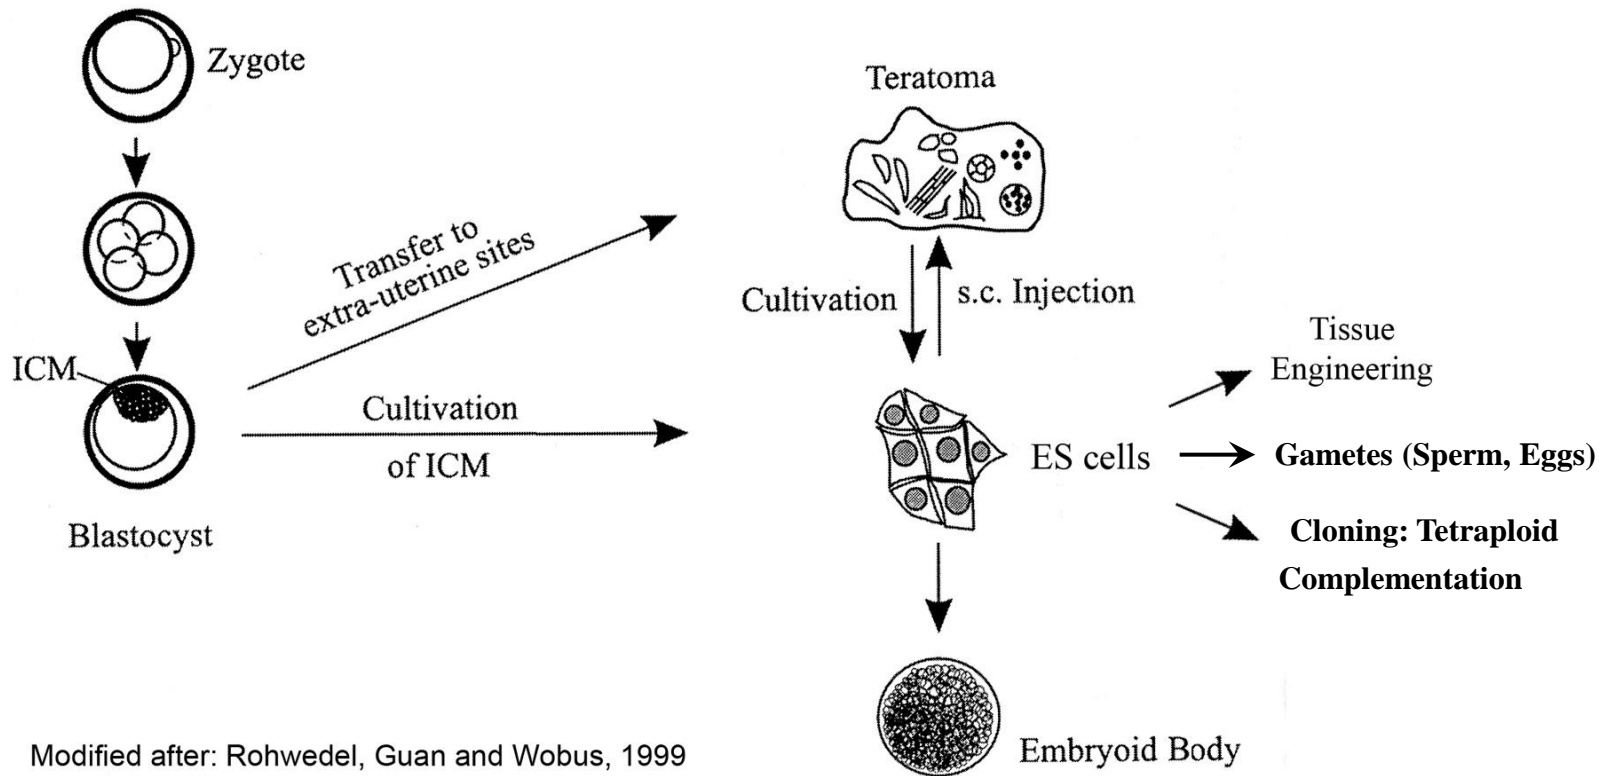 Zygote
Teratoma
Transfer to
extra-uterine sites
Cultivation
s.c. Injection
ICM
Cultivation
of ICM
Blastocyst
ES cells
Tissue
Engineering
Gametes (Sperm, Eggs)
Cloning: Tetraploid
Complementation
Embryoid Body
Modified after: Rohwedel, Guan and Wobus, 1999